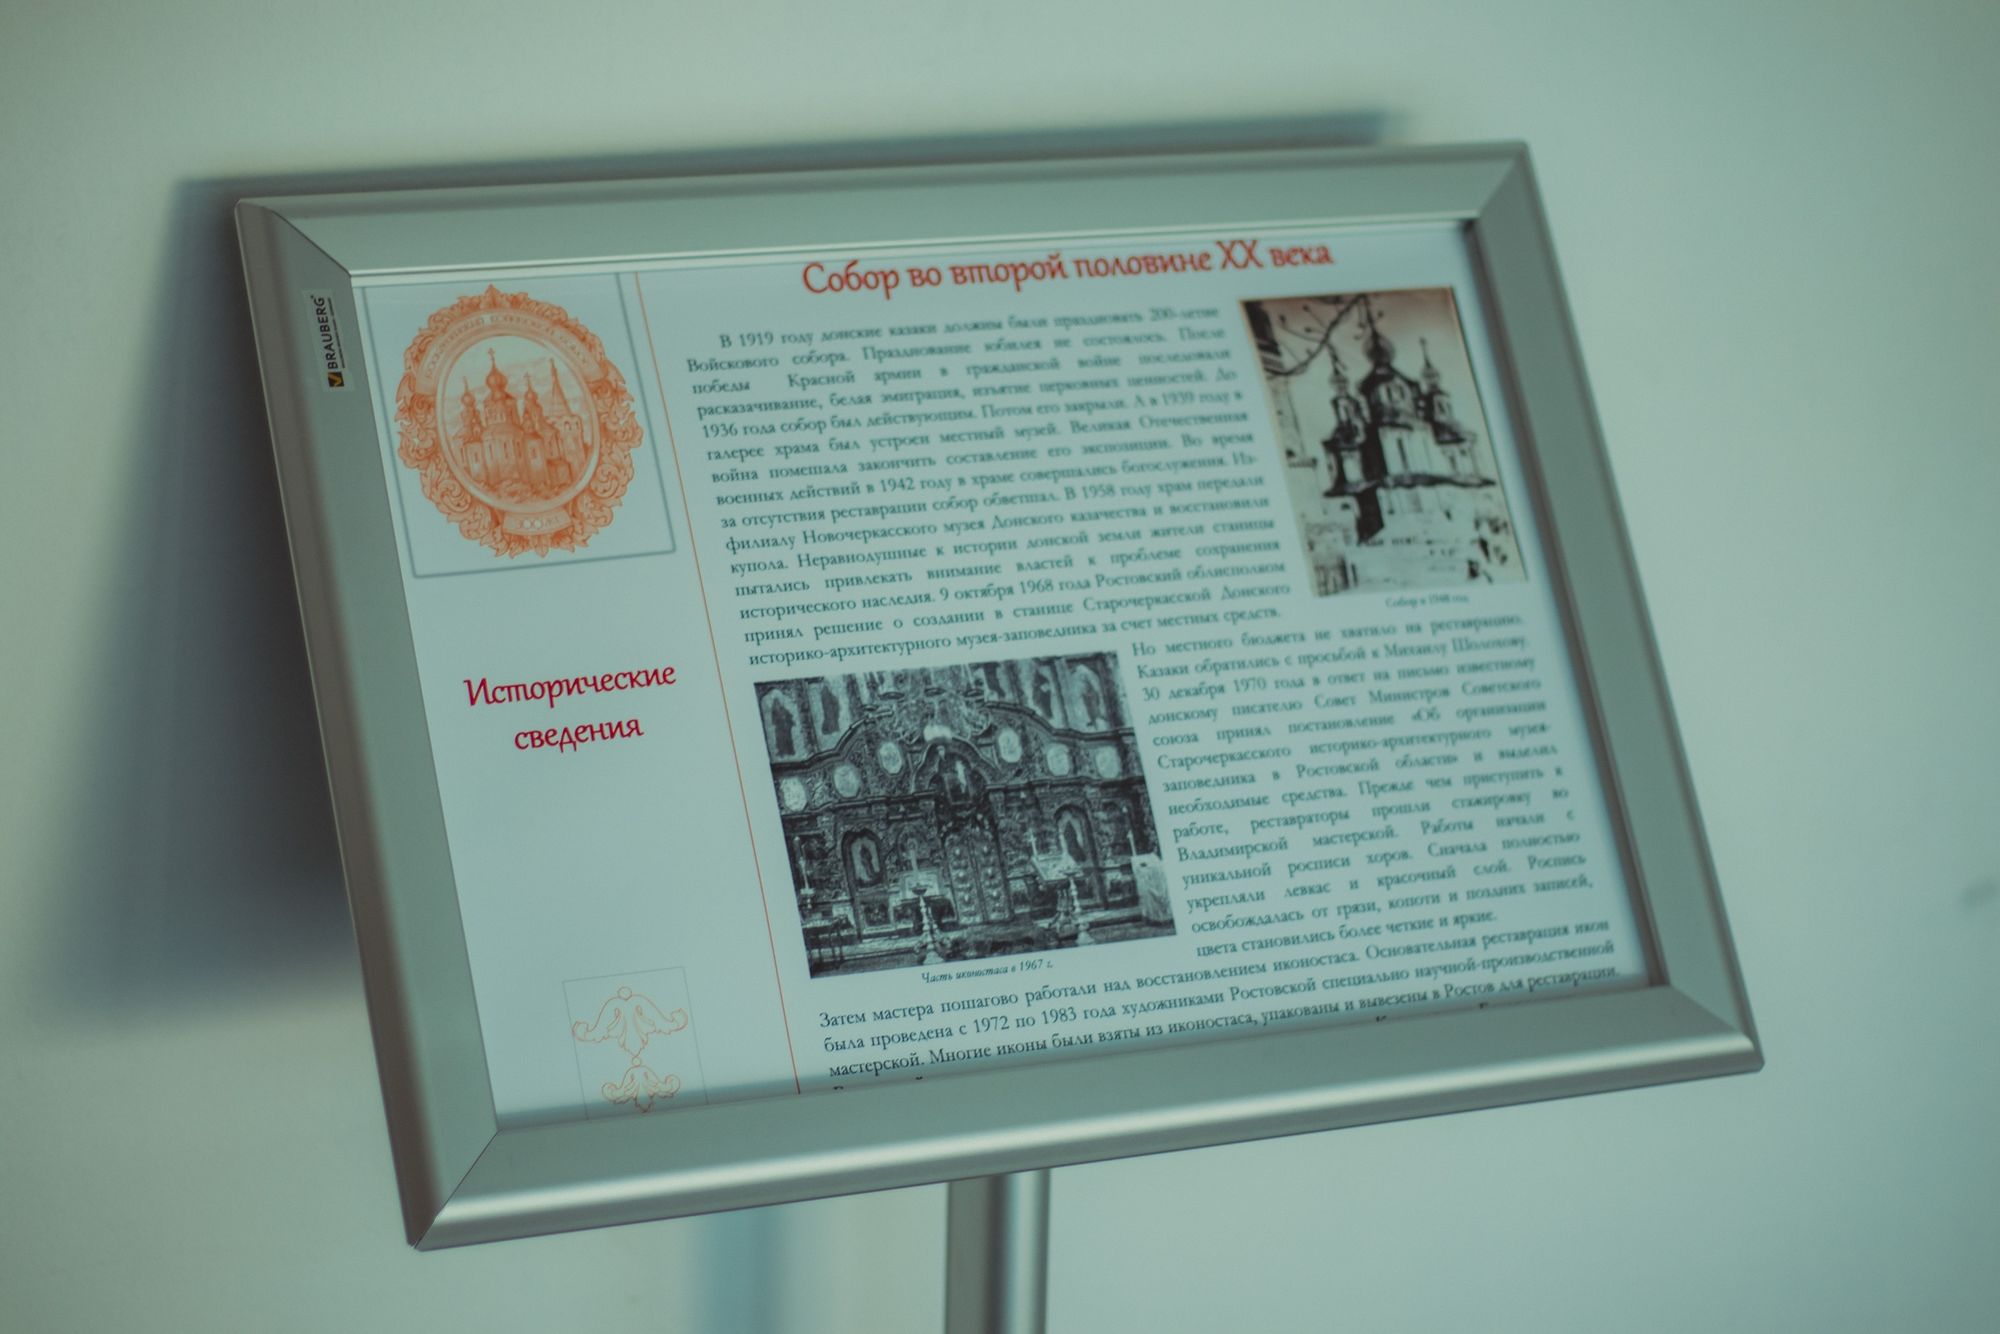 BRAUBERG
Собор во второй половине XX века
В 1919 году донские казаки должны были праздновать 200-летие
Войскового собора. Празднование юбилея не состоялось. После
победы Красной армии в гражданской войне последовали
расказачивание, белая эмиграция, изъятие церковных ценностей. До
1936 года собор был действующим. Потом его закрыли. А в 1939 году в
галерее храма был устроен местный музей. Великая Отечественная
война помешала закончить составление его экспозиции. Во время
военных действий в 1942 году в храме совершались богослужения. Из-
за отсутствия реставрации собор обветшал. В 1958 году храм передали
филиалу Новочеркасского музея Донского казачества и восстановили
купола. Неравнодушные к истории донской земли жители станицы
пытались привлекать внимание властей к проблеме сохранения
исторического наследия. 9 октября 1968 года Ростовский облисполком
принял решение о создании в станице Старочеркасской Донского
историко-архитектурного музея-заповедника за счет местных средств.
Собор в 1948 год.
Но местного бюджета не хватило на реставрацию.
Казаки обратились с просьбой к Михаилу Шолохову.
30 декабря 1970 года в ответ на письмо известному
донскому писателю Совет Министров Советского
союза принял постановление «Об организации
Старочеркасского историко-архитектурного музея-
заповедника в Ростовской области» и выделил
необходимые средства. Прежде чем приступить к
работе, реставраторы прошли стажировку во
Владимирской мастерской. Работы начали с
уникальной росписи хоров. Сначала полностью
укрепляли левкас и красочный слой. Роспись
освобождалась от грязи, копоти и поздних записей,
цвета становились более четкие и яркие.
Часть иконостаса в 1967 г.
Затем мастера пошагово работали над восстановлением иконостаса. Основательная реставрация икон
была проведена с 1972 по 1983 года художниками Ростовской специально научной-производственной
мастерской. Многие иконы были взяты из иконостаса, упакованы и вывезены в Ростов для реставрации.
Исторические
сведения